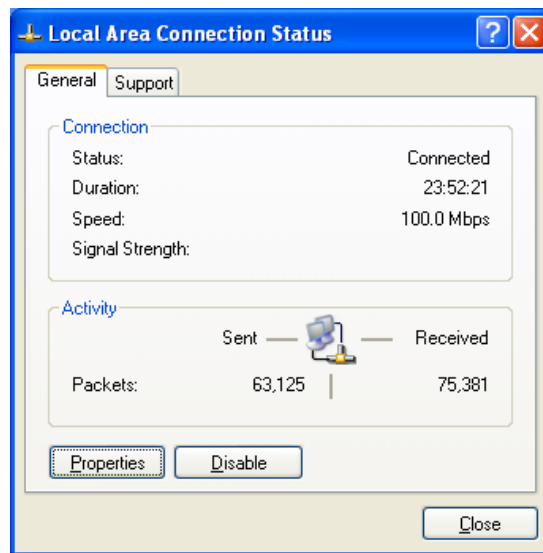 Local Area Connection Status
General Support
Connection
Status: Connected
Duration: 23:52:21
Speed: 100.0 Mbps
Signal Strength:
Activity
Sent Received
Packets: 63,125 75,381
Properties Disable
Close